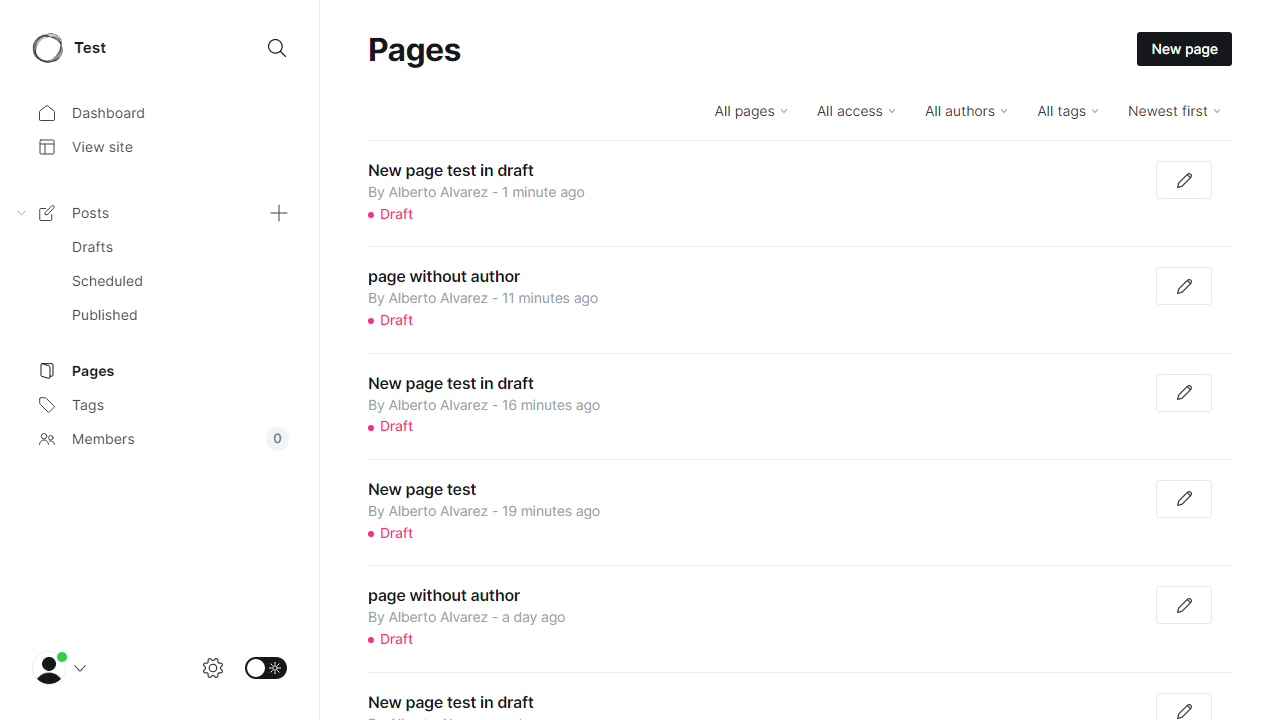 Test
Dashboard
View site
Posts
Drafts
Scheduled
Published
Pages
Tags
Members 0
Pages
New page
All pages All access All authors All tags Newest first
New page test in draft
By Alberto Alvarez - 1 minute ago
Draft
page without author
By Alberto Alvarez - 11 minutes ago
Draft
New page test in draft
By Alberto Alvarez - 16 minutes ago
Draft
New page test
By Alberto Alvarez - 19 minutes ago
Draft
page without author
By Alberto Alvarez - a day ago
Draft
New page test in draft